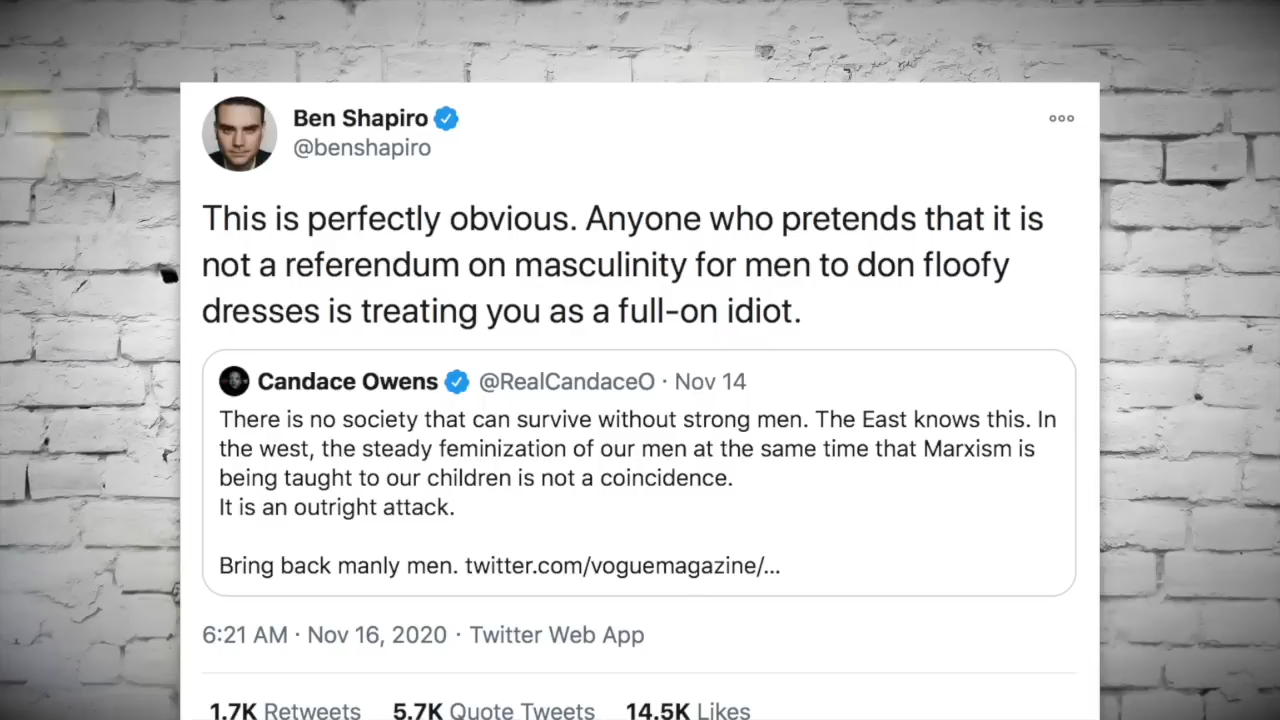 Ben Shapiro
@benshapiro
This is perfectly obvious. Anyone who pretends that it is
not a referendum on masculinity for men to don floofy
dresses is treating you as a full-on idiot.
Candace Owens @RealCandaceO · Nov 14
There is no society that can survive without strong men. The East knows this. In
the west, the steady feminization of our men at the same time that Marxism is
being taught to our children is not a coincidence.
It is an outright attack.
Bring back manly men. twitter.com/voguemagazine/...
6:21 AM · Nov 16, 2020 · Twitter Web App
1.7K Retweets 5.7K Quote Tweets 14.5K Likes